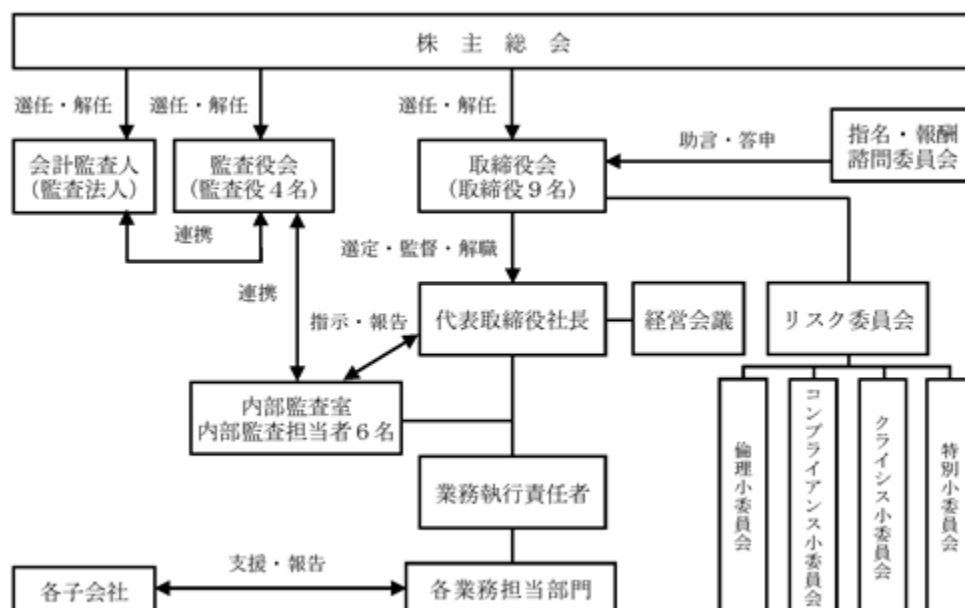 株主総会
選任・解任
選任・解任
選任・解任
会計監査人
（監査法人）
監査役会
（監査役４名）
取締役会
（取締役９名）
助言・答申
指名・報酬
諮問委員会
連携
選定・監督・解職
連携
指示・報告
代表取締役社長
経営会議
リスク委員会
内部監査室
内部監査担当者６名
倫理小委員会
コンプライアンス小委員会
クライシス小委員会
特別小委員会
業務執行責任者
支援・報告
各子会社
各業務担当部門